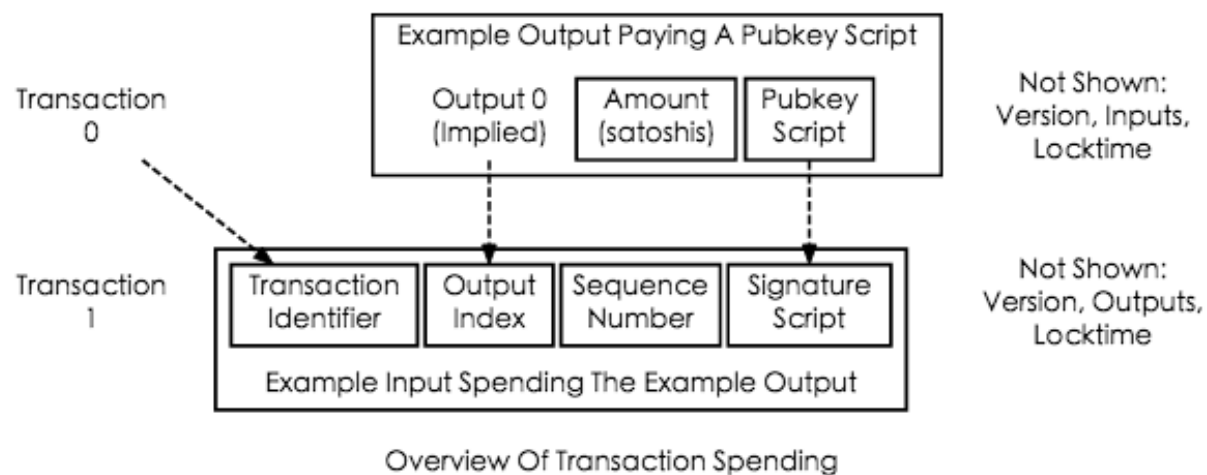 Example Output Paying A Pubkey Script
Transaction
0
Output 0
(Implied)
Amount
(satoshis)
Pubkey
Script
Not Shown:
Version, Inputs,
Locktime
Transaction
1
Transaction
Identifier
Output
Index
Sequence
Number
Signature
Script
Not Shown:
Version, Outputs,
Locktime
Example Input Spending The Example Output
Overview Of Transaction Spending